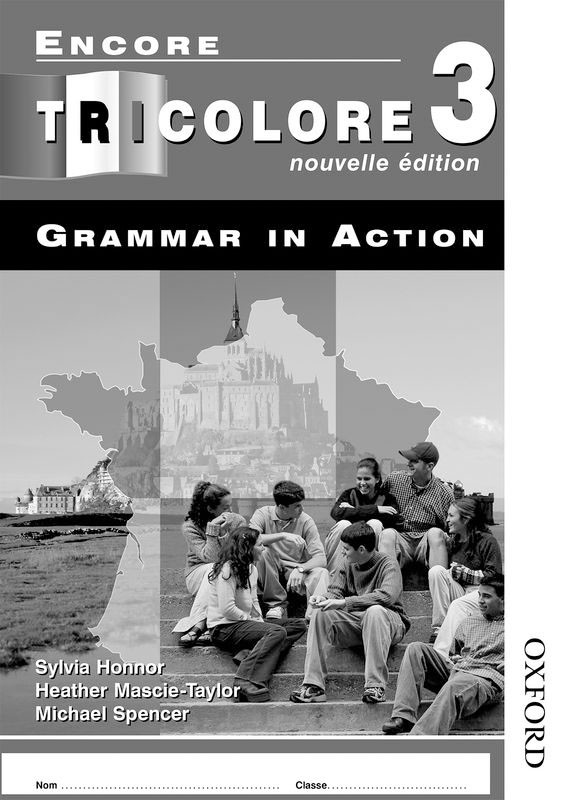 ENCORE
TRICOLORE 3
nouvelle édition
GRAMMAR IN ACTION
Sylvia Honnor
Heather Mascie-Taylor
Michael Spencer
OXFORD
Nom ........................................................ Classe....................................